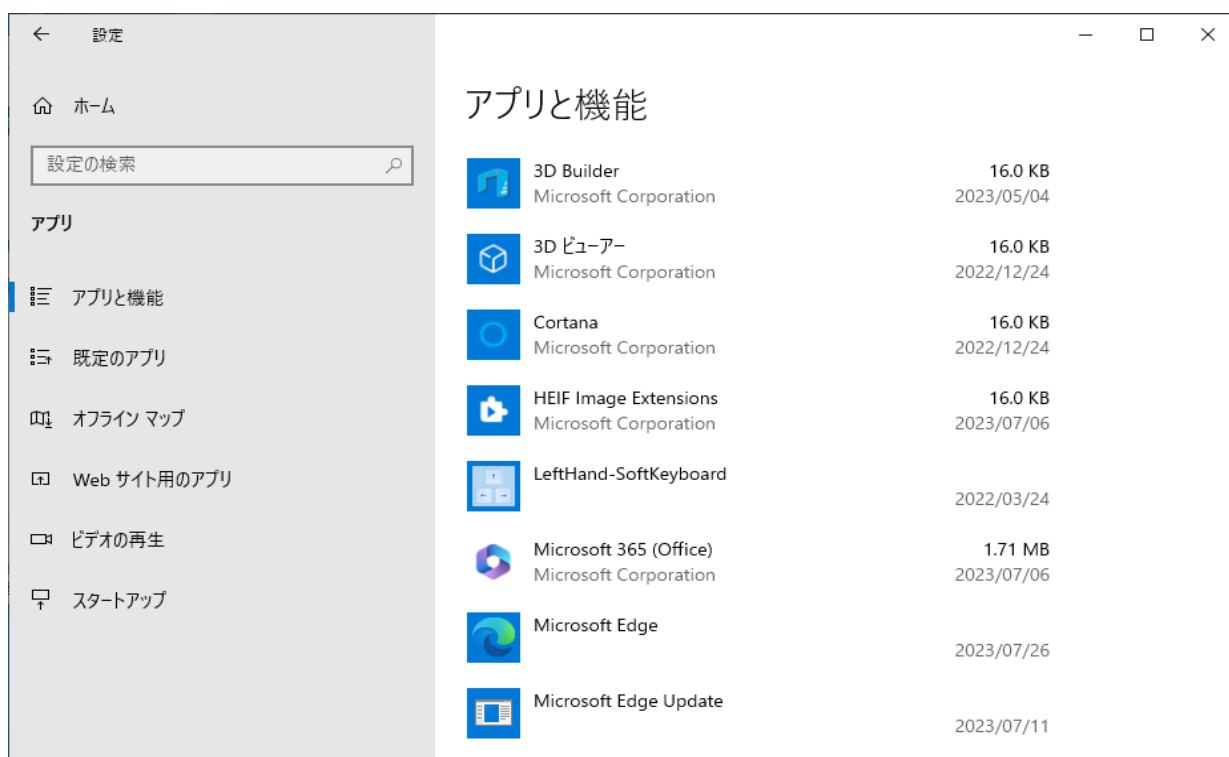 設定
ホーム
設定の検索
アプリ
アプリと機能
既定のアプリ
オフライン マップ
Web サイト用のアプリ
ビデオの再生
スタートアップ
アプリと機能
3D Builder 16.0 KB
Microsoft Corporation 2023/05/04
3D ビューアー 16.0 KB
Microsoft Corporation 2022/12/24
Cortana 16.0 KB
Microsoft Corporation 2022/12/24
HEIF Image Extensions 16.0 KB
Microsoft Corporation 2023/07/06
LeftHand-SoftKeyboard
2022/03/24
Microsoft 365 (Office) 1.71 MB
Microsoft Corporation 2023/07/06
Microsoft Edge
2023/07/26
Microsoft Edge Update
2023/07/11